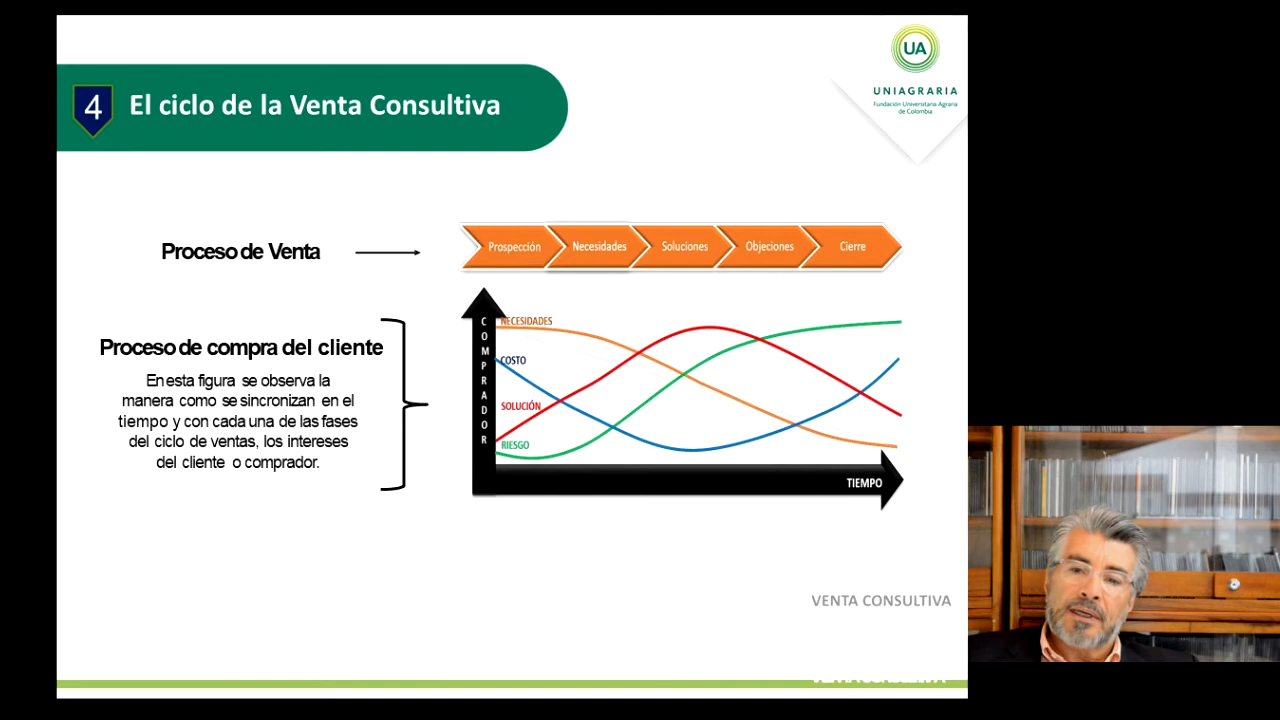 UA
UNIAGRARIA
Fundación Universitaria Agraria
de Colombia
4
El ciclo de la Venta Consultiva
Proceso de Venta
Prospección
Necesidades
Soluciones
Objeciones
Cierre
Proceso de compra del cliente
En esta figura se observa la
manera como se sincronizan en el
tiempo y con cada una de las fases
del ciclo de ventas, los intereses
del cliente o comprador.
COMPRADOR
NECESIDADES
COSTO
SOLUCIÓN
RIESGO
TIEMPO
VENTA CONSULTIVA